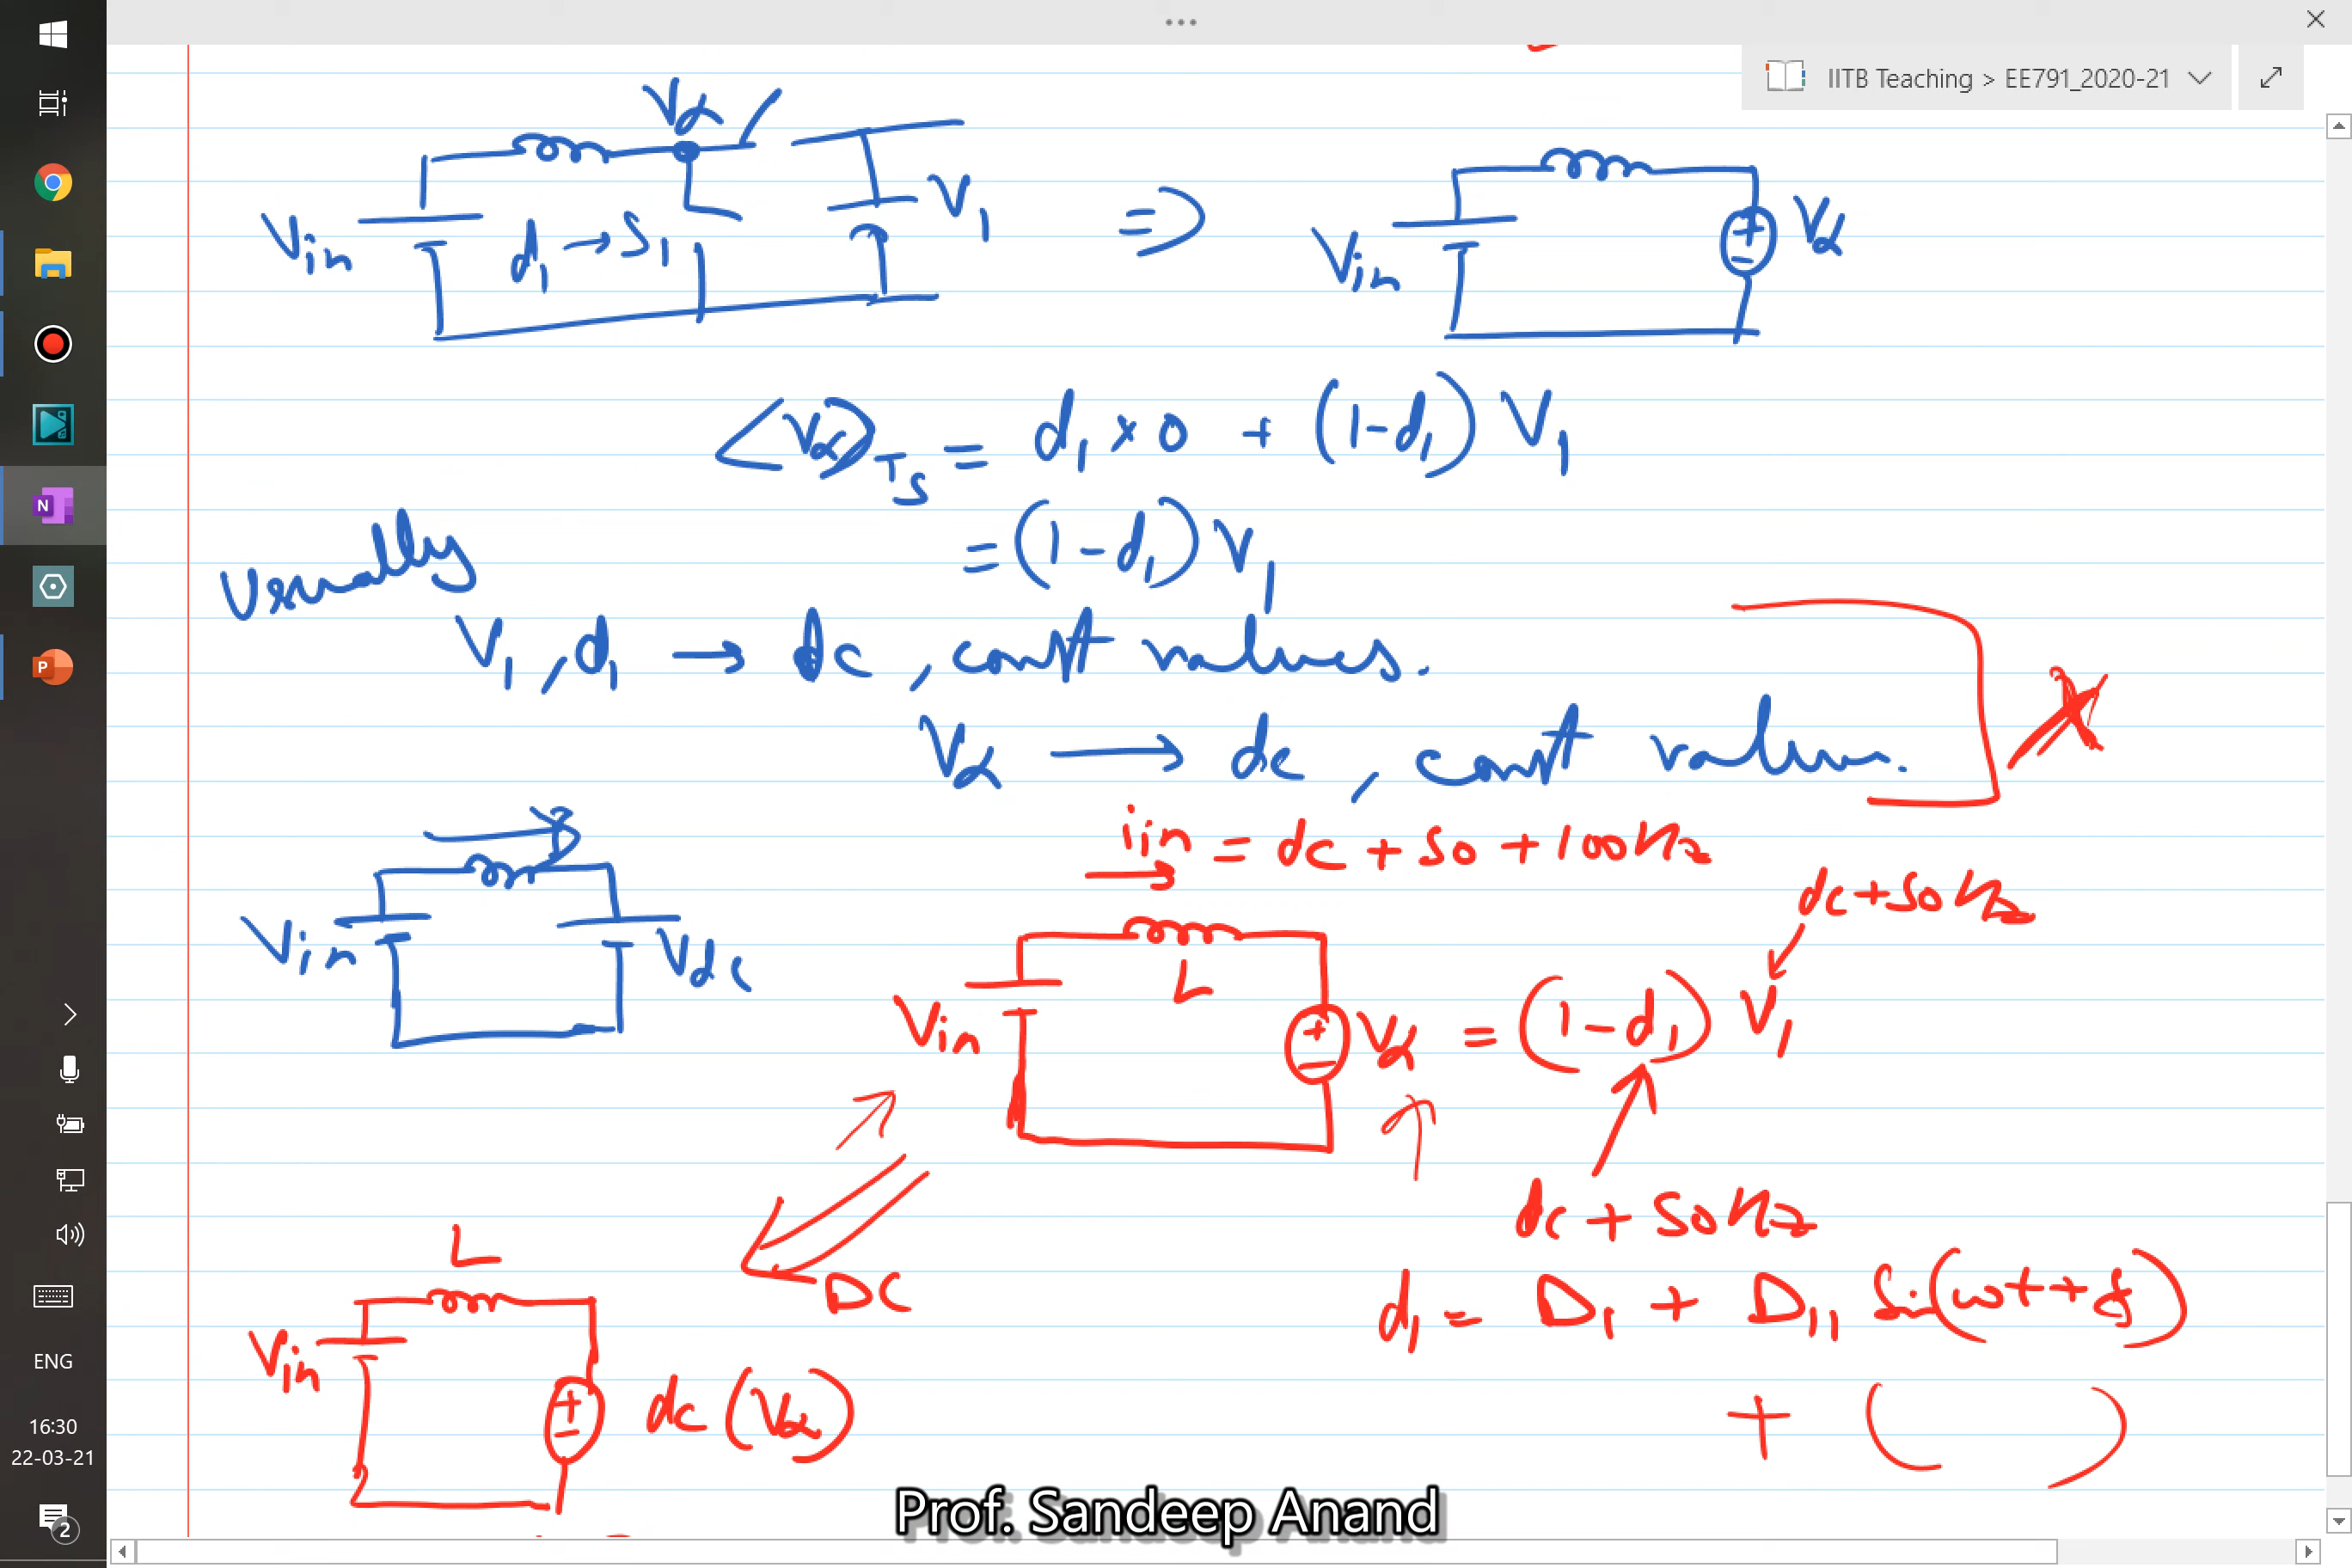 IITB Teaching > EE791_2020-21
Vα
Vin d1 → S1 V1 ⇒ Vin Vα
<Vα>Ts = d1 × 0 + (1-d1) V1
Usually = (1-d1) V1
V1, d1 → dc, const values.
Vα → dc, const value.
iin = dc + 50 + 100Hz
dc+50Hz
Vin Vdc
L
Vin Vα = (1-d1) V1
dc + 50Hz
L
DC
d1 = D1 + D11 Sin(ωt+δ)
Vin
dc (Vα)
+ ( )
Prof. Sandeep Anand
N
P
ENG
16:30
22-03-21
2